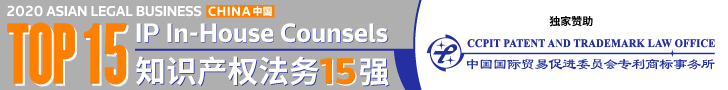 2020 ASIAN LEGAL BUSINESS CHINA 中国
TOP 15
IP In-House Counsels
知识产权法务15强
独家赞助
CCPIT PATENT AND TRADEMARK LAW OFFICE
中国国际贸易促进委员会专利商标事务所